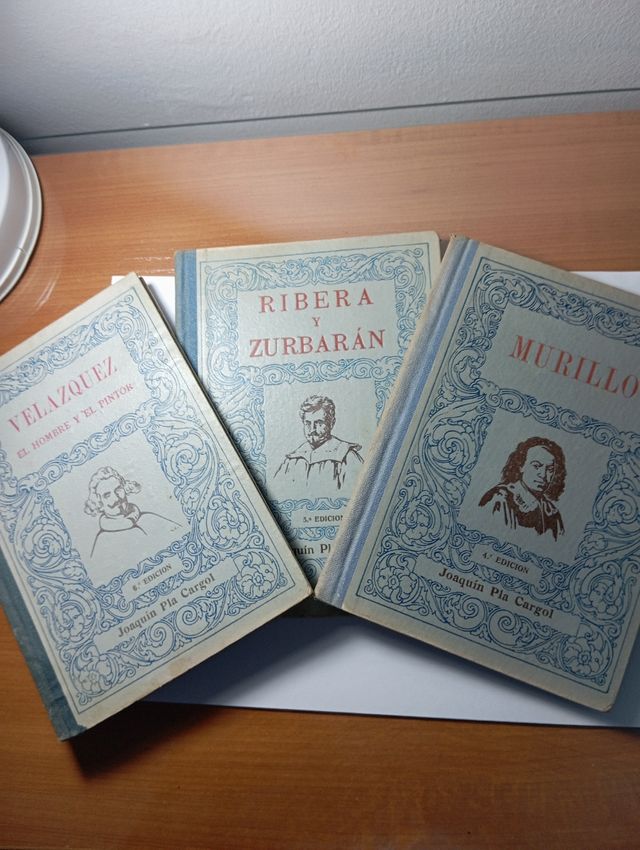 VELAZQUEZ
EL HOMBRE Y EL PINTOR
6.ª EDICION
Joaquín Pla Cargol
RIBERA
Y
ZURBARÁN
5.ª EDICION
Pl
MURILLO
4.ª EDICION
Joaquín Pla Cargol